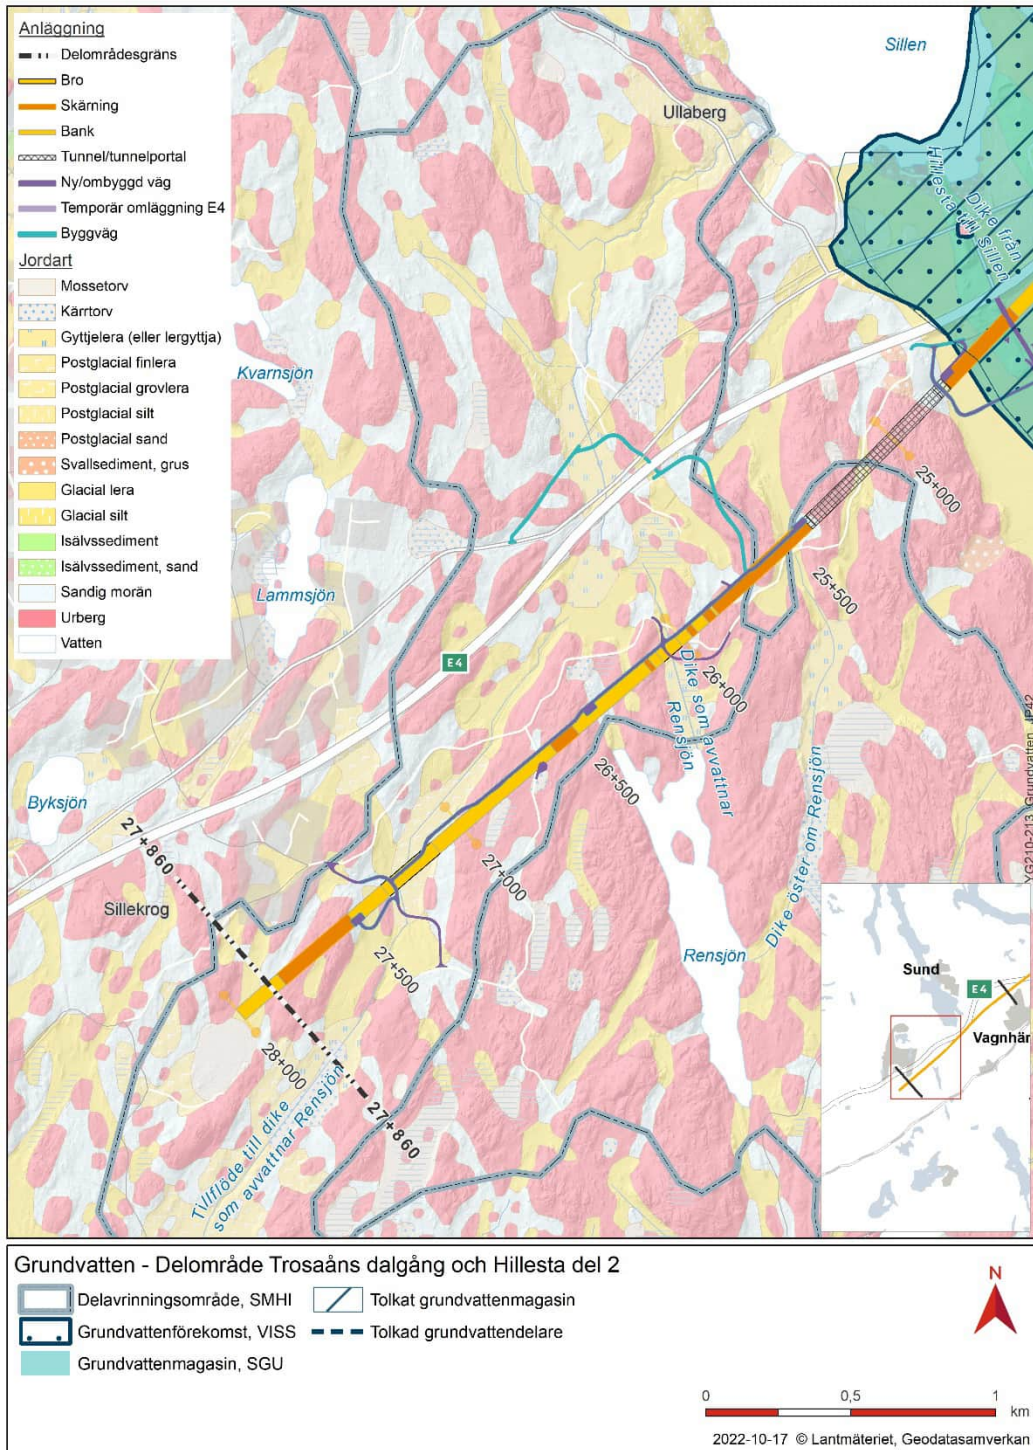 Anläggning
Delområdesgräns
Bro
Skärning
Bank
Tunnel/tunnelportal
Ny/ombyggd väg
Temporär omläggning E4
Byggväg
Jordart
Mossetorv
Kärrtorv
Gyttjelera (eller lergyttja)
Postglacial finlera
Postglacial grovlera
Postglacial silt
Postglacial sand
Svallsediment, grus
Glacial lera
Glacial silt
Isälvssediment
Isälvssediment, sand
Sandig morän
Urberg
Vatten
Sillen
Ullaberg
Dike från
Hillesta till Sillen
Kvarnsjön
Lammsjön
E4
25+000
25+500
26+000
Dike som avvattnar
Rensjön
26+500
Dike öster om Rensjön
Byksjön
27+860
Sillekrog
27+000
27+500
Rensjön
28+000
27+860
Tillflöde till dike
som avvattnar Rensjön
Sund
E4
Vagnhär
Grundvatten - Delområde Trosaåns dalgång och Hillesta del 2
Delavrinningsområde, SMHI
Tolkat grundvattenmagasin
Grundvattenförekomst, VISS
Tolkad grundvattendelare
Grundvattenmagasin, SGU
N
0 0,5 1
km
2022-10-17 © Lantmäteriet, Geodatasamverkan